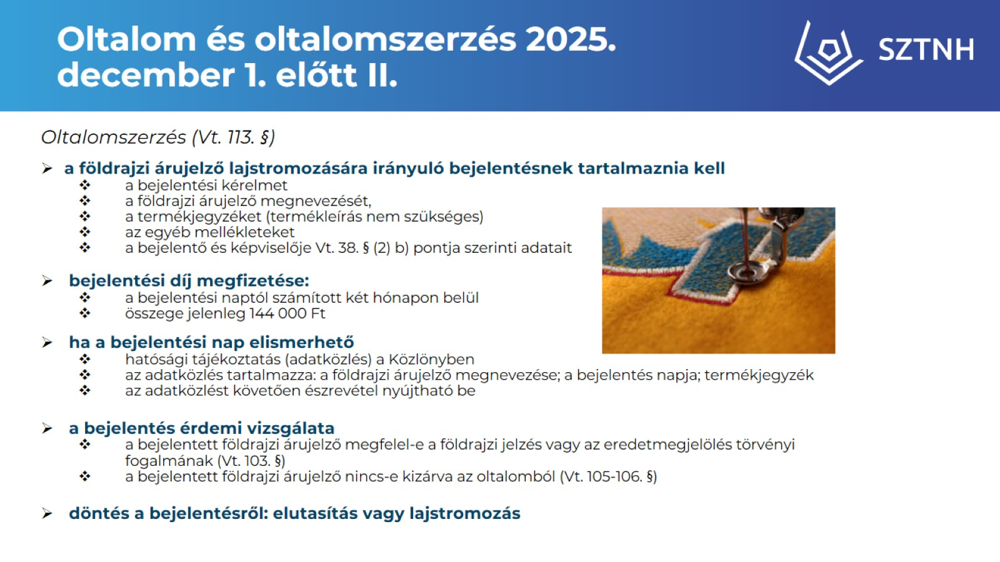 Oltalom és oltalomszerzés 2025.
december 1. előtt II.
SZTNH
Oltalomszerzés (Vt. 113. §)
a földrajzi árujelző lajstromozására irányuló bejelentésnek tartalmaznia kell
a bejelentési kérelmet
a földrajzi árujelző megnevezését,
a termékjegyzéket (termékleírás nem szükséges)
az egyéb mellékleteket
a bejelentő és képviselője Vt. 38. § (2) b) pontja szerinti adatait
bejelentési díj megfizetése:
a bejelentési naptól számított két hónapon belül
összege jelenleg 144 000 Ft
ha a bejelentési nap elismerhető
hatósági tájékoztatás (adatközlés) a Közlönyben
az adatközlés tartalmazza: a földrajzi árujelző megnevezése; a bejelentés napja; termékjegyzék
az adatközlést követően észrevétel nyújtható be
a bejelentés érdemi vizsgálata
a bejelentett földrajzi árujelző megfelel-e a földrajzi jelzés vagy az eredetmegjelölés törvényi
fogalmának (Vt. 103. §)
a bejelentett földrajzi árujelző nincs-e kizárva az oltalomból (Vt. 105-106. §)
döntés a bejelentésről: elutasítás vagy lajstromozás